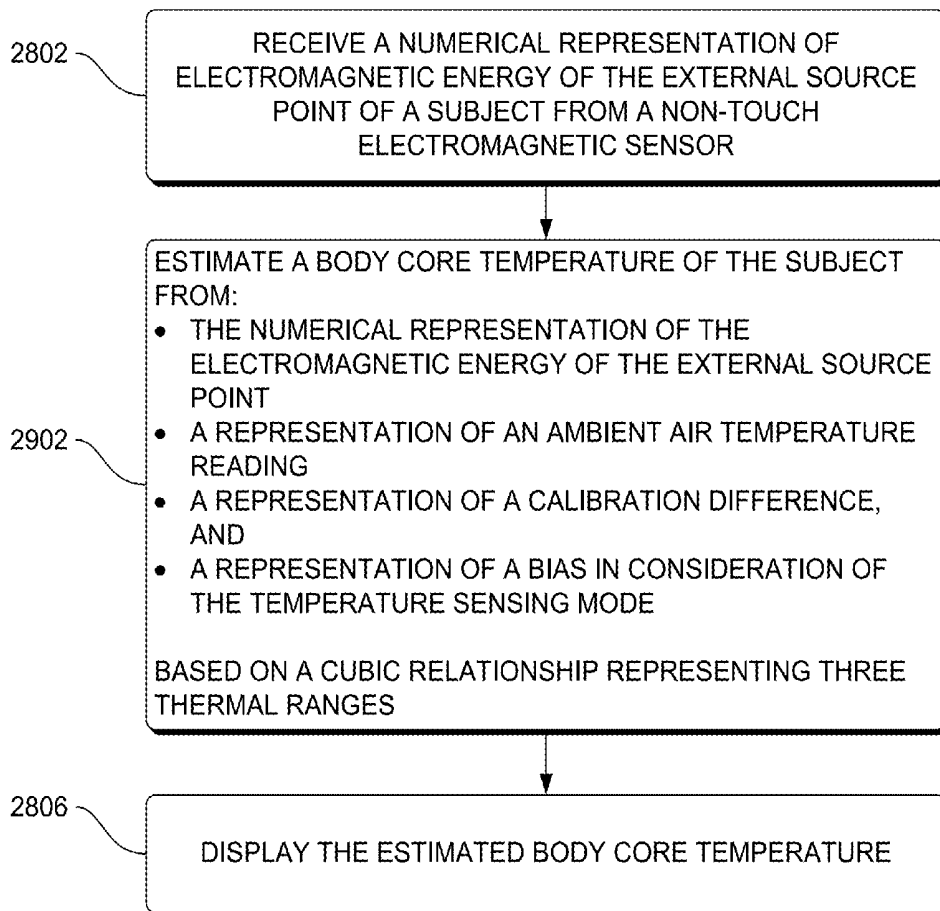 2802
RECEIVE A NUMERICAL REPRESENTATION OF
ELECTROMAGNETIC ENERGY OF THE EXTERNAL SOURCE
POINT OF A SUBJECT FROM A NON-TOUCH
ELECTROMAGNETIC SENSOR
2902
ESTIMATE A BODY CORE TEMPERATURE OF THE SUBJECT
FROM:
• THE NUMERICAL REPRESENTATION OF THE
ELECTROMAGNETIC ENERGY OF THE EXTERNAL SOURCE
POINT
• A REPRESENTATION OF AN AMBIENT AIR TEMPERATURE
READING
• A REPRESENTATION OF A CALIBRATION DIFFERENCE,
AND
• A REPRESENTATION OF A BIAS IN CONSIDERATION OF
THE TEMPERATURE SENSING MODE
BASED ON A CUBIC RELATIONSHIP REPRESENTING THREE
THERMAL RANGES
2806
DISPLAY THE ESTIMATED BODY CORE TEMPERATURE